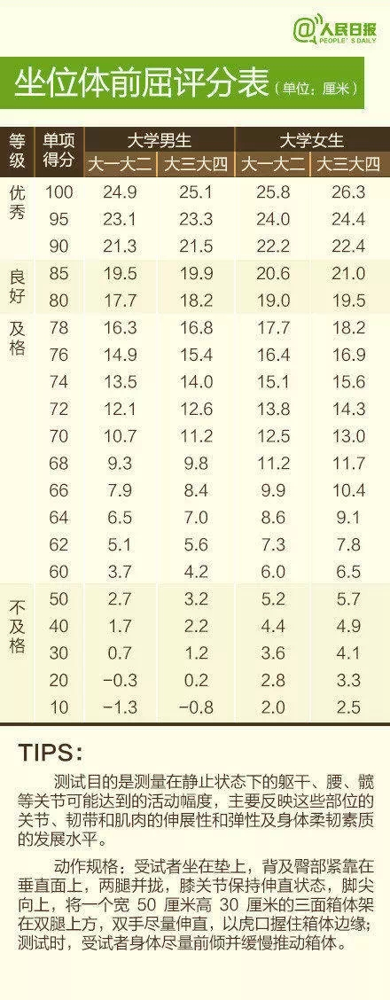 @人民日报
PEOPLE'S DAILY
坐位体前屈评分表（单位：厘米）
等级 单项得分 大学男生 大学女生
大一大二 大三大四 大一大二 大三大四
优秀 100 24.9 25.1 25.8 26.3
95 23.1 23.3 24.0 24.4
90 21.3 21.5 22.2 22.4
良好 85 19.5 19.9 20.6 21.0
80 17.7 18.2 19.0 19.5
及格 78 16.3 16.8 17.7 18.2
76 14.9 15.4 16.4 16.9
74 13.5 14.0 15.1 15.6
72 12.1 12.6 13.8 14.3
70 10.7 11.2 12.5 13.0
68 9.3 9.8 11.2 11.7
66 7.9 8.4 9.9 10.4
64 6.5 7.0 8.6 9.1
62 5.1 5.6 7.3 7.8
60 3.7 4.2 6.0 6.5
不及格 50 2.7 3.2 5.2 5.7
40 1.7 2.2 4.4 4.9
30 0.7 1.2 3.6 4.1
20 -0.3 0.2 2.8 3.3
10 -1.3 -0.8 2.0 2.5
TIPS：
测试目的是测量在静止状态下的躯干、腰、髋
等关节可能达到的活动幅度，主要反映这些部位的
关节、韧带和肌肉的伸展性和弹性及身体柔韧素质
的发展水平。
动作规格：受试者坐在垫上，背及臀部紧靠在
垂直面上，两腿并拢，膝关节保持伸直状态，脚尖
向上，将一个宽 50 厘米高 30 厘米的三面箱体架
在双腿上方，双手尽量伸直，以虎口握住箱体边缘；
测试时，受试者身体尽量前倾并缓慢推动箱体。